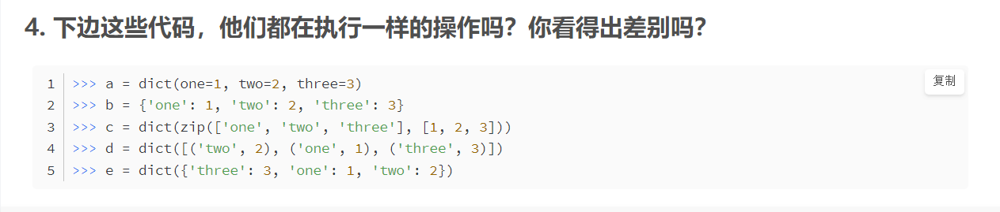 4. 下边这些代码，他们都在执行一样的操作吗？你看得出差别吗？
复制
1 >>> a = dict(one=1, two=2, three=3)
2 >>> b = {'one': 1, 'two': 2, 'three': 3}
3 >>> c = dict(zip(['one', 'two', 'three'], [1, 2, 3]))
4 >>> d = dict([('two', 2), ('one', 1), ('three', 3)])
5 >>> e = dict({'three': 3, 'one': 1, 'two': 2})